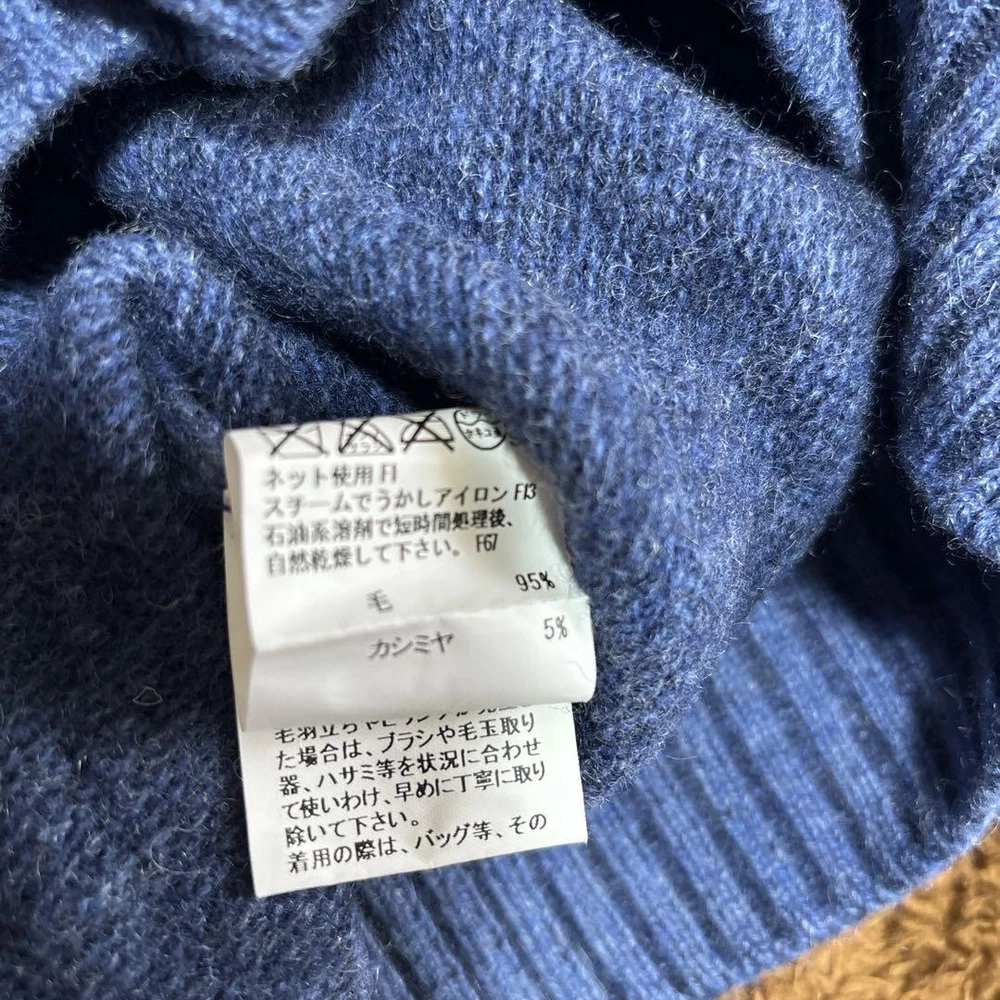 ネット使用 F1
スチームでうかしアイロン F13
石油系溶剤で短時間処理後、
自然乾燥して下さい。 F67
毛 95%
カシミヤ 5%
た場合は、ブラシや毛玉取り
器、ハサミ等を状況に合わせ
て使いわけ、早めに丁寧に取り
除いて下さい。
着用の際は、バッグ等、その